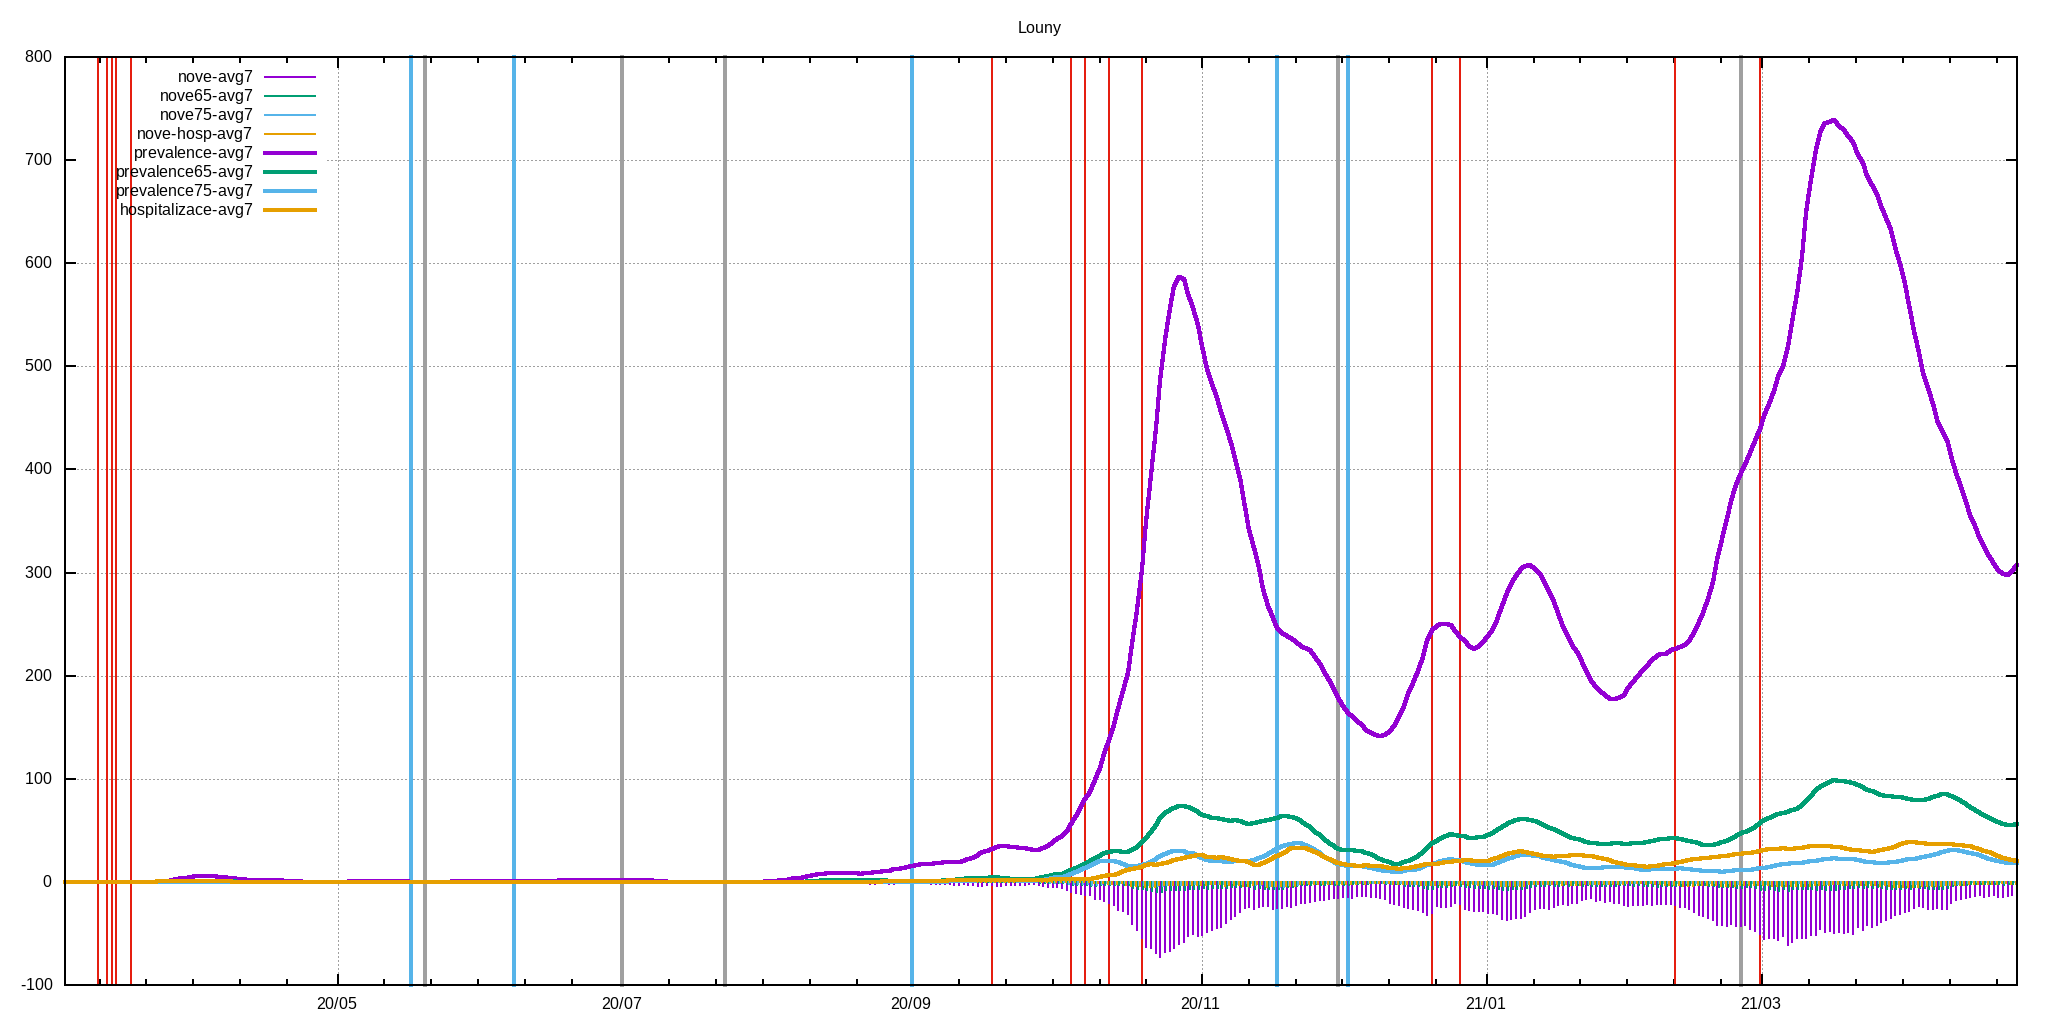 Louny
800
700
600
500
400
300
200
100
0
-100
nove-avg7
nove65-avg7
nove75-avg7
nove-hosp-avg7
prevalence-avg7
prevalence65-avg7
prevalence75-avg7
hospitalizace-avg7
20/05 20/07 20/09 20/11 21/01 21/03